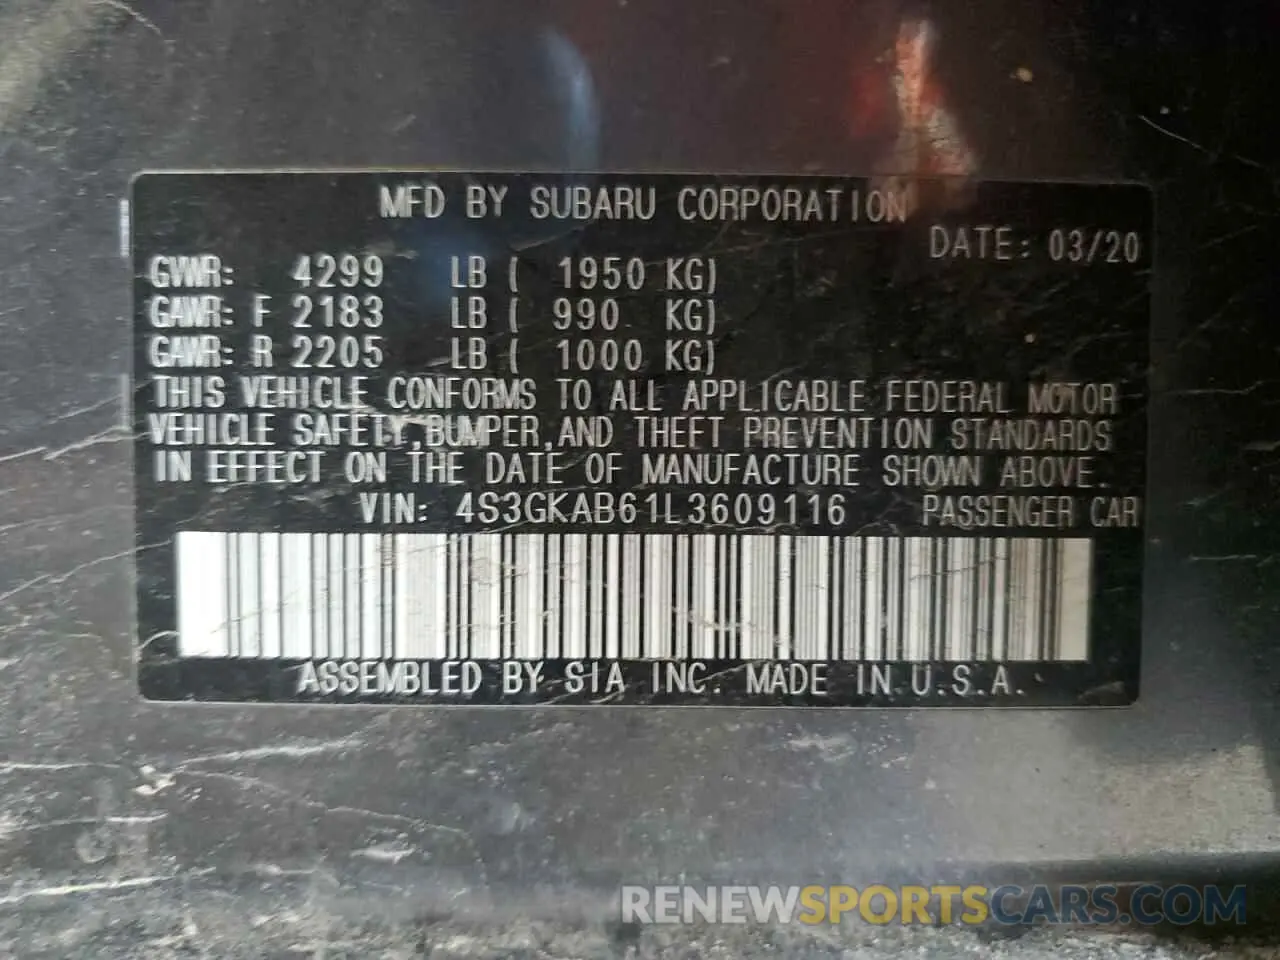 MFD BY SUBARU CORPORATION
DATE: 03/20
GVWR: 4299 LB ( 1950 KG)
GAWR: F 2183 LB ( 990 KG)
GAWR: R 2205 LB ( 1000 KG)
THIS VEHICLE CONFORMS TO ALL APPLICABLE FEDERAL MOTOR
VEHICLE SAFETY,BUMPER,AND THEFT PREVENTION STANDARDS
IN EFFECT ON THE DATE OF MANUFACTURE SHOWN ABOVE.
VIN: 4S3GKAB61L3609116 PASSENGER CAR
ASSEMBLED BY SIA INC. MADE IN U.S.A.
RENEWSPORTSCARS.COM